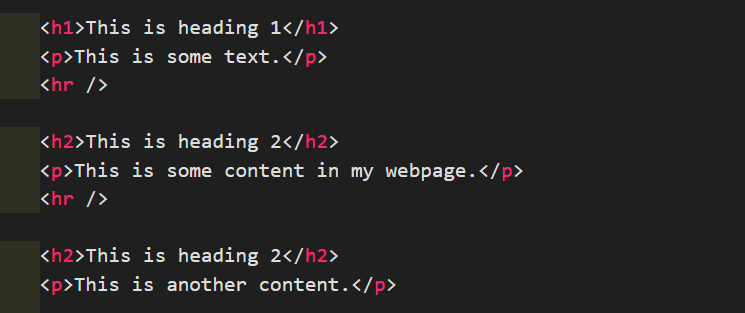 <h1>This is heading 1</h1>
<p>This is some text.</p>
<hr />
<h2>This is heading 2</h2>
<p>This is some content in my webpage.</p>
<hr />
<h2>This is heading 2</h2>
<p>This is another content.</p>